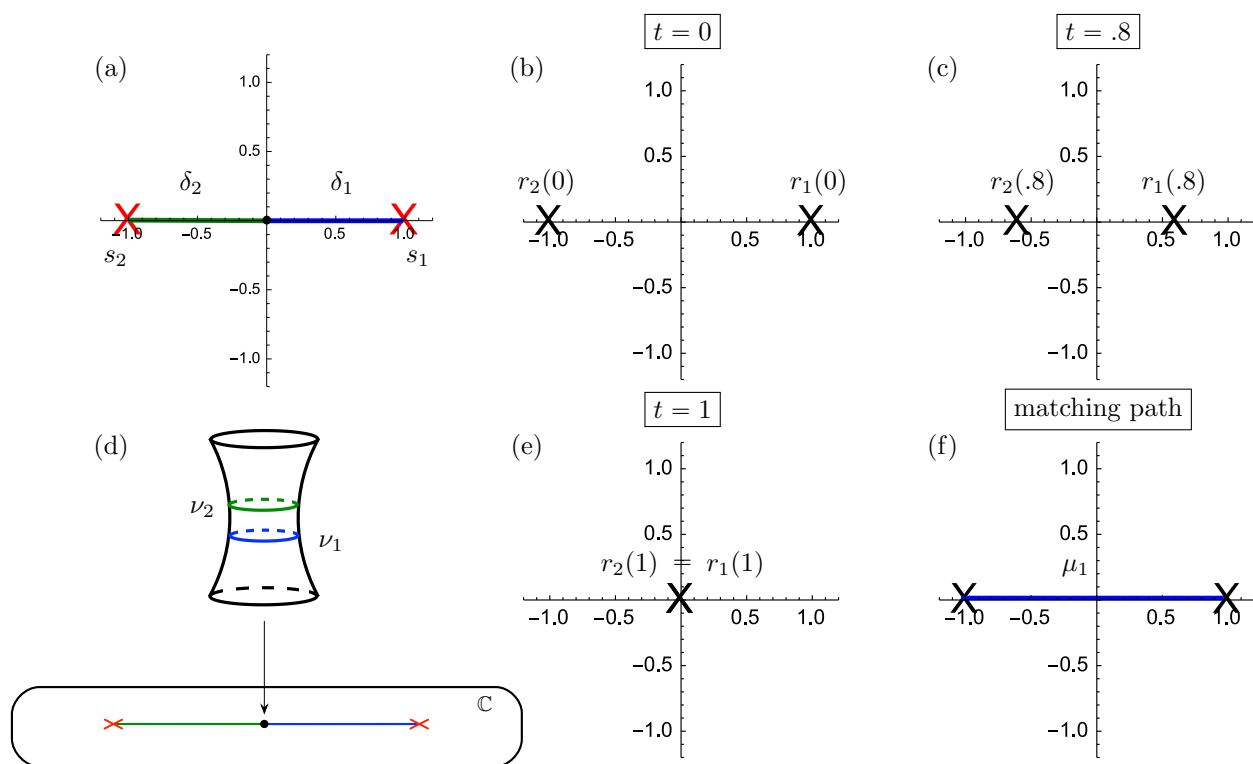 (a)
1.0
0.5
δ₂
δ₁
-1.0
-0.5
0.5
1.0
s₂
s₁
-0.5
-1.0
t = 0
(b)
1.0
0.5
r₂(0)
r₁(0)
-1.0
-0.5
0.5
1.0
-0.5
-1.0
t = .8
(c)
1.0
0.5
r₂(.8)
r₁(.8)
-1.0
-0.5
0.5
1.0
-0.5
-1.0
(d)
ν₂
ν₁
ℂ
t = 1
(e)
1.0
0.5
r₂(1) = r₁(1)
-1.0
-0.5
0.5
1.0
-0.5
-1.0
matching path
(f)
1.0
0.5
μ₁
-1.0
-0.5
0.5
1.0
-0.5
-1.0